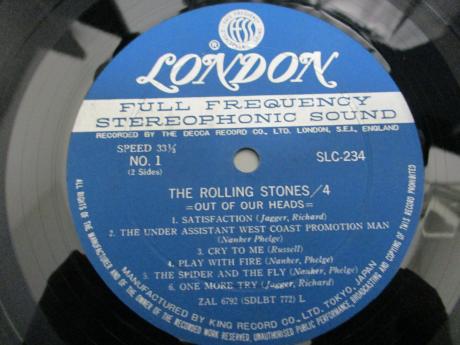 ® LONDON
FULL FREQUENCY
STEREOPHONIC SOUND
RECORDED BY THE DECCA RECORD CO., LTD. LONDON, S.E.I., ENGLAND
SPEED 33⅓
NO. 1
(2 Sides)
SLC-234
THE ROLLING STONES/4
=OUT OF OUR HEADS=
1. SATISFACTION (Jagger, Richard)
2. THE UNDER ASSISTANT WEST COAST PROMOTION MAN
(Nanker Phelge)
3. CRY TO ME (Russell)
4. PLAY WITH FIRE (Nanker, Phelge)
5. THE SPIDER AND THE FLY (Nanker, Phelge)
6. ONE MORE TRY (Jagger, Richard)
ZAL 6792 (SDLBT 772) L
MANUFACTURED BY KING RECORD CO., LTD. TOKYO, JAPAN
ALL RIGHTS OF THE MANUFACTURER AND OF THE OWNER OF THE RECORDED WORK RESERVED. UNAUTHORISED PUBLIC PERFORMANCE, BROADCASTING AND COPYING OF THIS RECORD PROHIBITED